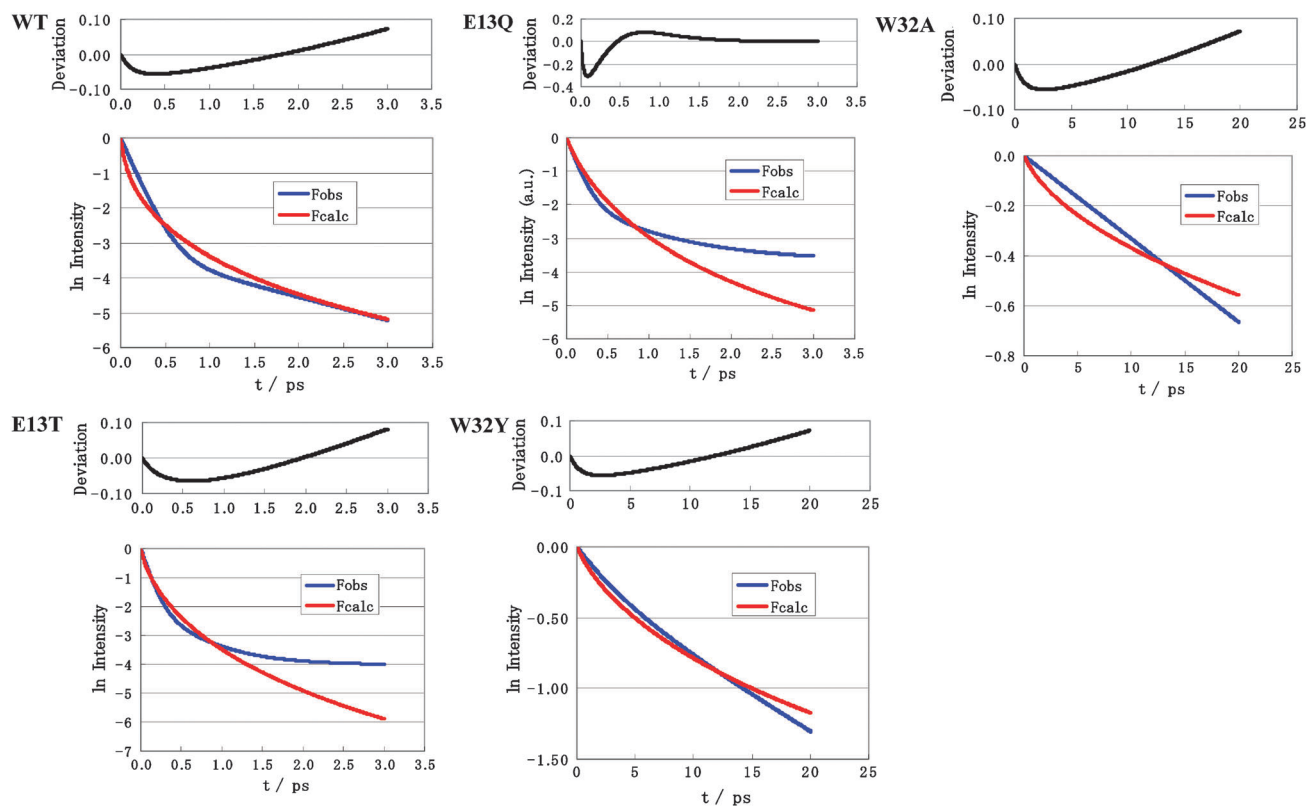 WT
Deviation
0.10
0.00
-0.10
0.0 0.5 1.0 1.5 2.0 2.5 3.0 3.5
ln Intensity
0
-1
-2
-3
-4
-5
-6
Fobs
Fcalc
0.0 0.5 1.0 1.5 2.0 2.5 3.0 3.5
t / ps
E13Q
Deviation
0.2
0.0
-0.2
-0.4
0.0 0.5 1.0 1.5 2.0 2.5 3.0 3.5
ln Intensity (a.u.)
0
-1
-2
-3
-4
-5
-6
Fobs
Fcalc
0.0 0.5 1.0 1.5 2.0 2.5 3.0 3.5
t / ps
W32A
Deviation
0.10
0.00
-0.10
0 5 10 15 20 25
ln Intensity
0.0
-0.2
-0.4
-0.6
-0.8
Fobs
Fcalc
0 5 10 15 20 25
t / ps
E13T
Deviation
0.10
0.00
-0.10
0.0 0.5 1.0 1.5 2.0 2.5 3.0 3.5
ln Intensity
0
-1
-2
-3
-4
-5
-6
-7
Fobs
Fcalc
0.0 0.5 1.0 1.5 2.0 2.5 3.0 3.5
t / ps
W32Y
Deviation
0.1
0.0
-0.1
0 5 10 15 20 25
ln Intensity
0.00
-0.50
-1.00
-1.50
Fobs
Fcalc
0 5 10 15 20 25
t / ps